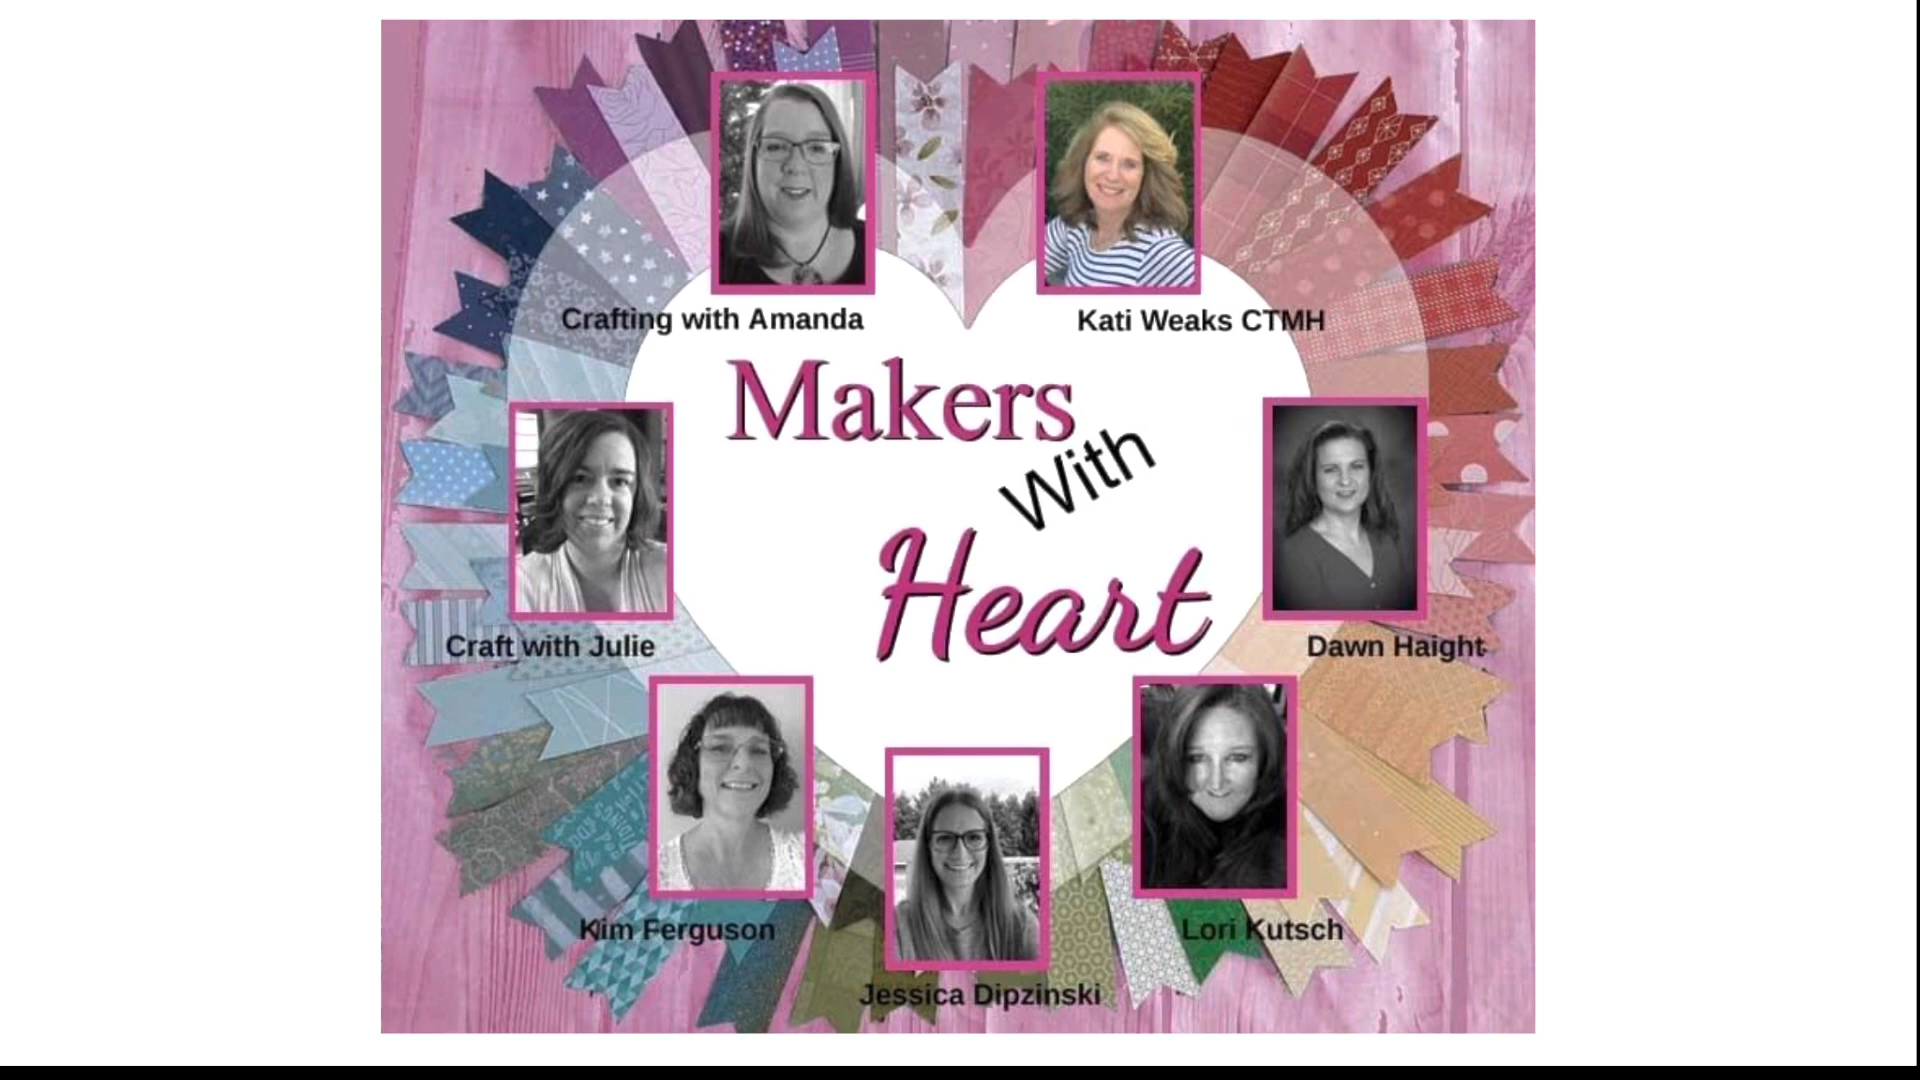 Crafting with Amanda
Kati Weaks CTMH
Makers
With
Heart
Craft with Julie
Dawn Haight
Kim Ferguson
Lori Kutsch
Jessica Dipzinski